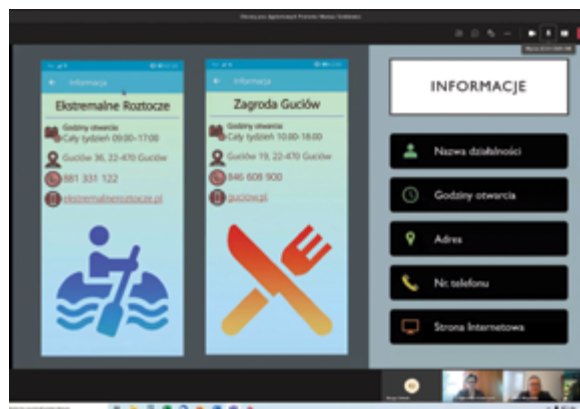 Informacja
Ekstremalne Roztocze
Godziny otwarcia:
Cały tydzień 09:00-17:00
Guciów 36, 22-470 Guciów
881 331 122
ekstremalneroztocze.pl
Informacja
Zagroda Guciów
Godziny otwarcia:
Cały tydzień 10:00-18:00
Guciów 19, 22-470 Guciów
846 608 900
guciow.pl
INFORMACJE
Nazwa działalności
Godziny otwarcia
Adres
Nr. telefonu
Strona Internetowa